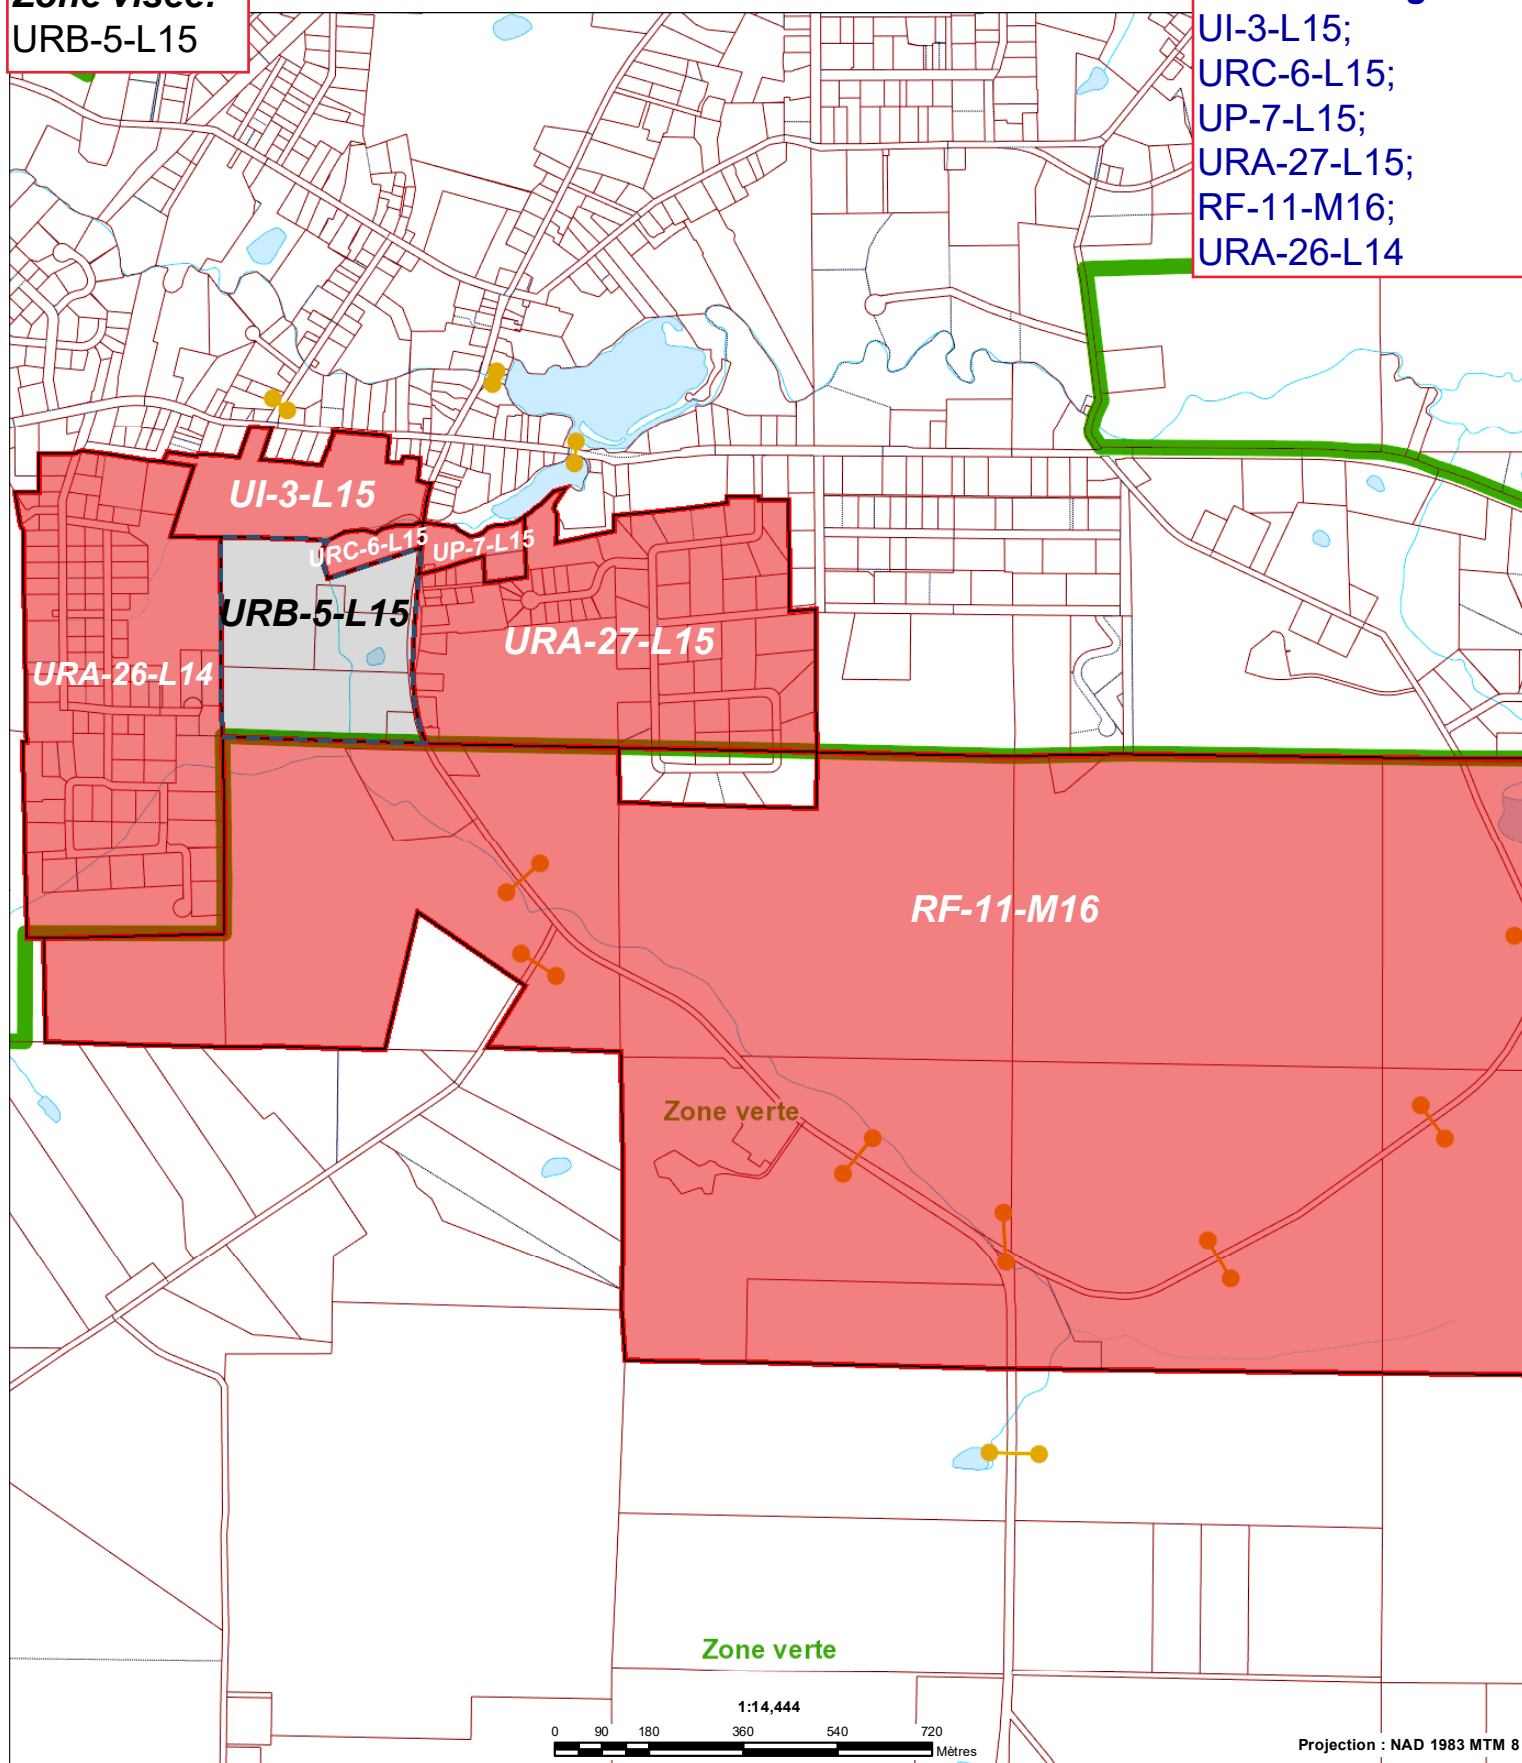 Zone visée:
URB-5-L15
UI-3-L15;
URC-6-L15;
UP-7-L15;
URA-27-L15;
RF-11-M16;
URA-26-L14
UI-3-L15
URC-6-L15
UP-7-L15
URB-5-L15
URA-27-L15
URA-26-L14
RF-11-M16
Zone verte
Zone verte
1:14,444
0 90 180 360 540 720
Mètres
Projection : NAD 1983 MTM 8